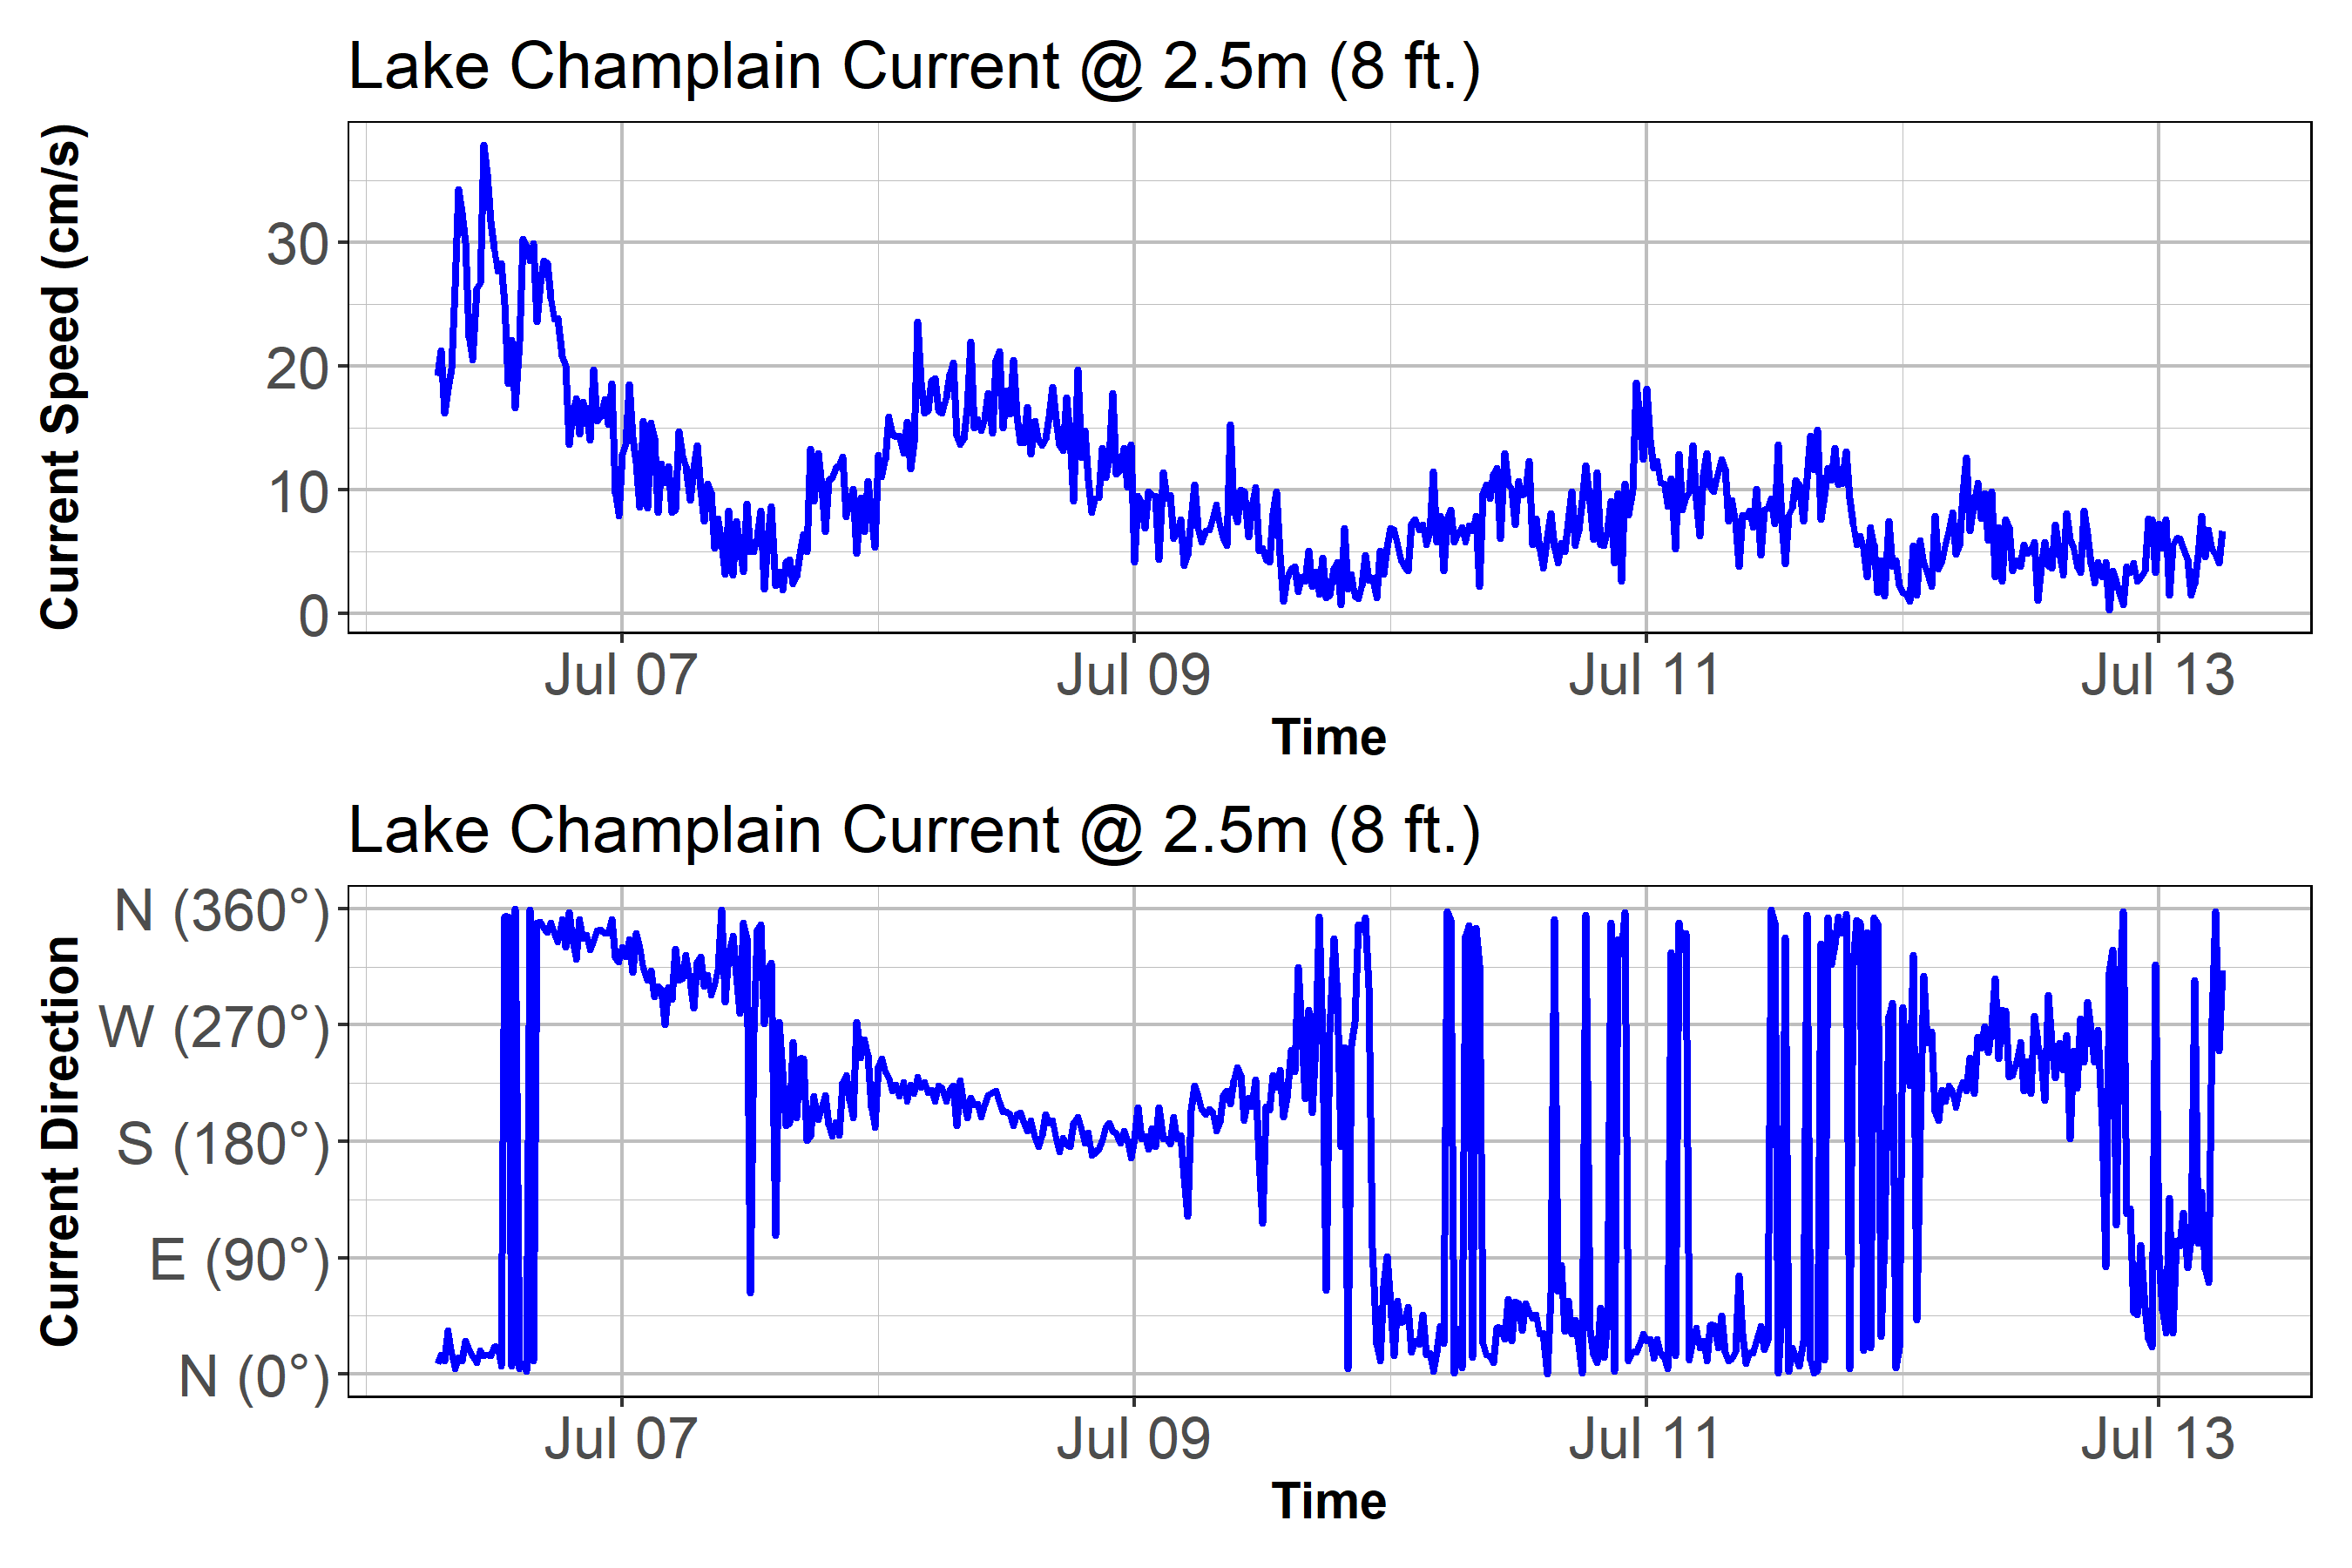 Lake Champlain Current @ 2.5m (8 ft.)
Current Speed (cm/s)
30
20
10
0
Jul 07 Jul 09 Jul 11 Jul 13
Time
Lake Champlain Current @ 2.5m (8 ft.)
Current Direction
N (360°)
W (270°)
S (180°)
E (90°)
N (0°)
Jul 07 Jul 09 Jul 11 Jul 13
Time